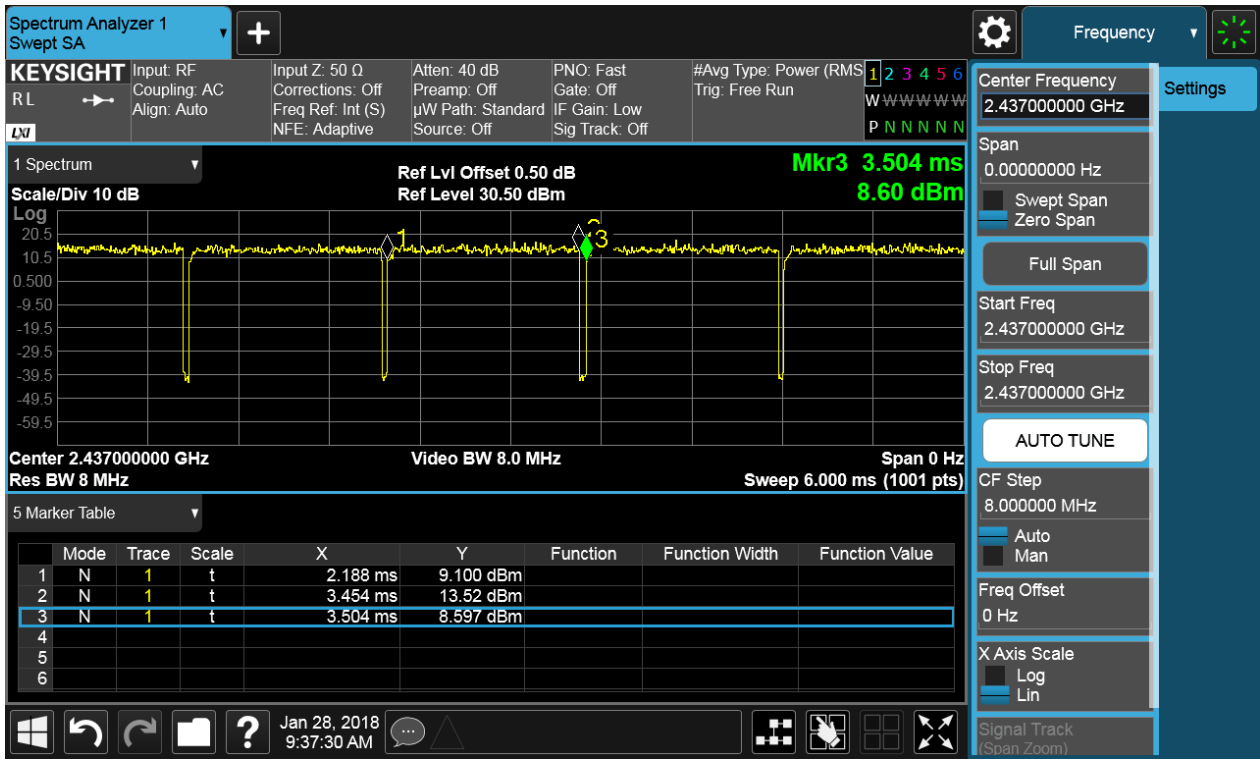 Spectrum Analyzer 1
Swept SA
+
Frequency
KEYSIGHT
R L
LXI
Input: RF
Coupling: AC
Align: Auto
Input Z: 50 Ω
Corrections: Off
Freq Ref: Int (S)
NFE: Adaptive
Atten: 40 dB
Preamp: Off
µW Path: Standard
Source: Off
PNO: Fast
Gate: Off
IF Gain: Low
Sig Track: Off
#Avg Type: Power (RMS
Trig: Free Run
1 2 3 4 5 6
W W W W W W
P N N N N N
1 Spectrum
Scale/Div 10 dB
Ref Lvl Offset 0.50 dB
Ref Level 30.50 dBm
Mkr3 3.504 ms
8.60 dBm
Log
20.5
10.5
0.500
-9.50
-19.5
-29.5
-39.5
-49.5
-59.5
1
3
Center 2.437000000 GHz
Video BW 8.0 MHz
Span 0 Hz
Res BW 8 MHz
Sweep 6.000 ms (1001 pts)
5 Marker Table
Mode Trace Scale X Y Function Function Width Function Value
1 N 1 t 2.188 ms 9.100 dBm
2 N 1 t 3.454 ms 13.52 dBm
3 N 1 t 3.504 ms 8.597 dBm
4
5
6
?
Jan 28, 2018
9:37:30 AM
Center Frequency
2.437000000 GHz
Span
0.00000000 Hz
Swept Span
Zero Span
Full Span
Start Freq
2.437000000 GHz
Stop Freq
2.437000000 GHz
AUTO TUNE
CF Step
8.000000 MHz
Auto
Man
Freq Offset
0 Hz
X Axis Scale
Log
Lin
Signal Track
(Span Zoom)
Settings